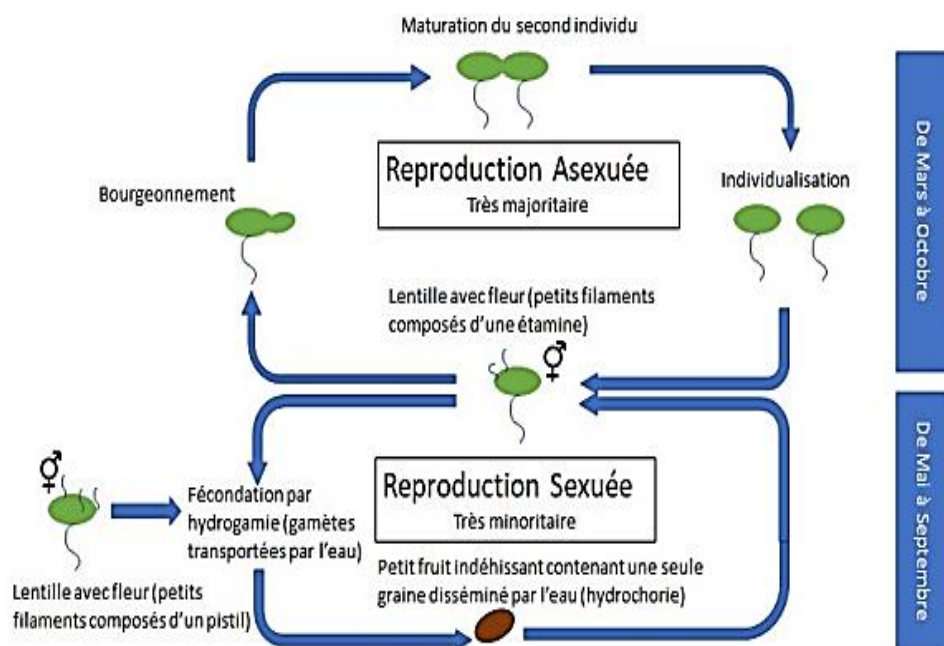 Maturation du second individu
Reproduction Asexuée
Très majoritaire
Bourgeonnement
Individualisation
De Mars à Octobre
Lentille avec fleur (petits filaments
composés d'une étamine)
Reproduction Sexuée
Très minoritaire
De Mai à Septembre
Fécondation par
hydrogamie (gamètes
transportées par l'eau)
Lentille avec fleur (petits
filaments composés d'un pistil)
Petit fruit indéhissant contenant une seule
graine disséminé par l'eau (hydrochorie)